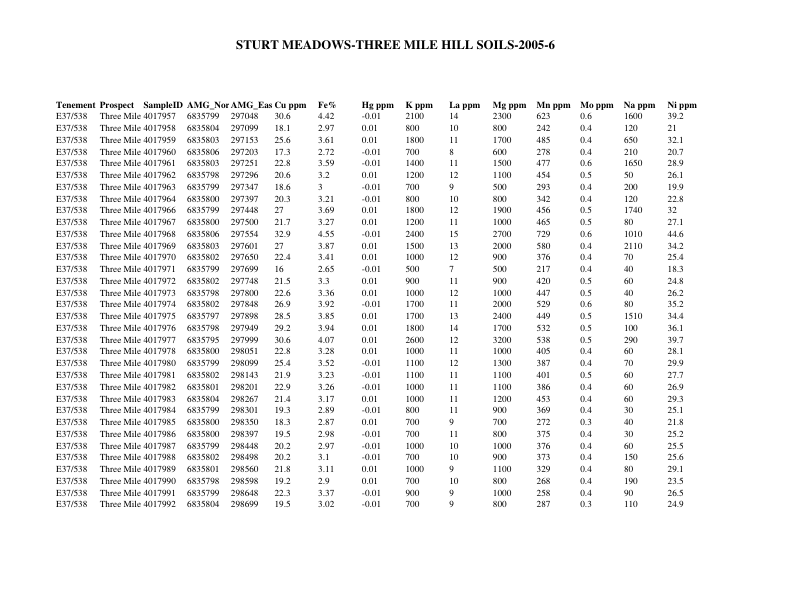 STURT MEADOWS-THREE MILE HILL SOILS-2005-6
Tenement Prospect SampleID AMG_Nor AMG_Eas Cu ppm Fe% Hg ppm K ppm La ppm Mg ppm Mn ppm Mo ppm Na ppm Ni ppm
E37/538 Three Mile 4017957 6835799 297048 30.6 4.42 -0.01 2100 14 2300 623 0.6 1600 39.2
E37/538 Three Mile 4017958 6835804 297099 18.1 2.97 0.01 800 10 800 242 0.4 120 21
E37/538 Three Mile 4017959 6835803 297153 25.6 3.61 0.01 1800 11 1700 485 0.4 650 32.1
E37/538 Three Mile 4017960 6835806 297203 17.3 2.72 -0.01 700 8 600 278 0.4 210 20.7
E37/538 Three Mile 4017961 6835803 297251 22.8 3.59 -0.01 1400 11 1500 477 0.6 1650 28.9
E37/538 Three Mile 4017962 6835798 297296 20.6 3.2 0.01 1200 12 1100 454 0.5 50 26.1
E37/538 Three Mile 4017963 6835799 297347 18.6 3 -0.01 700 9 500 293 0.4 200 19.9
E37/538 Three Mile 4017964 6835800 297397 20.3 3.21 -0.01 800 10 800 342 0.4 120 22.8
E37/538 Three Mile 4017966 6835799 297448 27 3.69 0.01 1800 12 1900 456 0.5 1740 32
E37/538 Three Mile 4017967 6835800 297500 21.7 3.27 0.01 1200 11 1000 465 0.5 80 27.1
E37/538 Three Mile 4017968 6835806 297554 32.9 4.55 -0.01 2400 15 2700 729 0.6 1010 44.6
E37/538 Three Mile 4017969 6835803 297601 27 3.87 0.01 1500 13 2000 580 0.4 2110 34.2
E37/538 Three Mile 4017970 6835802 297650 22.4 3.41 0.01 1000 12 900 376 0.4 70 25.4
E37/538 Three Mile 4017971 6835799 297699 16 2.65 -0.01 500 7 500 217 0.4 40 18.3
E37/538 Three Mile 4017972 6835802 297748 21.5 3.3 0.01 900 11 900 420 0.5 60 24.8
E37/538 Three Mile 4017973 6835798 297800 22.6 3.36 0.01 1000 12 1000 447 0.5 40 26.2
E37/538 Three Mile 4017974 6835802 297848 26.9 3.92 -0.01 1700 11 2000 529 0.6 80 35.2
E37/538 Three Mile 4017975 6835797 297898 28.5 3.85 0.01 1700 13 2400 449 0.5 1510 34.4
E37/538 Three Mile 4017976 6835798 297949 29.2 3.94 0.01 1800 14 1700 532 0.5 100 36.1
E37/538 Three Mile 4017977 6835795 297999 30.6 4.07 0.01 2600 12 3200 538 0.5 290 39.7
E37/538 Three Mile 4017978 6835800 298051 22.8 3.28 0.01 1000 11 1000 405 0.4 60 28.1
E37/538 Three Mile 4017980 6835799 298099 25.4 3.52 -0.01 1100 12 1300 387 0.4 70 29.9
E37/538 Three Mile 4017981 6835802 298143 21.9 3.23 -0.01 1100 11 1100 401 0.5 60 27.7
E37/538 Three Mile 4017982 6835801 298201 22.9 3.26 -0.01 1000 11 1100 386 0.4 60 26.9
E37/538 Three Mile 4017983 6835804 298267 21.4 3.17 0.01 1000 11 1200 453 0.4 60 29.3
E37/538 Three Mile 4017984 6835799 298301 19.3 2.89 -0.01 800 11 900 369 0.4 30 25.1
E37/538 Three Mile 4017985 6835800 298350 18.3 2.87 0.01 700 9 700 272 0.3 40 21.8
E37/538 Three Mile 4017986 6835800 298397 19.5 2.98 -0.01 700 11 800 375 0.4 30 25.2
E37/538 Three Mile 4017987 6835799 298448 20.2 2.97 -0.01 1000 10 1000 376 0.4 60 25.5
E37/538 Three Mile 4017988 6835802 298498 20.2 3.1 -0.01 700 10 900 373 0.4 150 25.6
E37/538 Three Mile 4017989 6835801 298560 21.8 3.11 0.01 1000 9 1100 329 0.4 80 29.1
E37/538 Three Mile 4017990 6835798 298598 19.2 2.9 0.01 700 10 800 268 0.4 190 23.5
E37/538 Three Mile 4017991 6835799 298648 22.3 3.37 -0.01 900 9 1000 258 0.4 90 26.5
E37/538 Three Mile 4017992 6835804 298699 19.5 3.02 -0.01 700 9 800 287 0.3 110 24.9